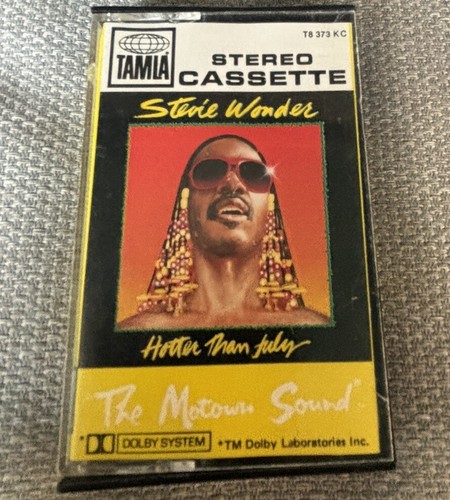 T8 373 KC
TAMLA
STEREO
CASSETTE
Stevie Wonder
Hotter Than July
"The Motown Sound"
*DOLBY SYSTEM *TM Dolby Laboratories Inc.